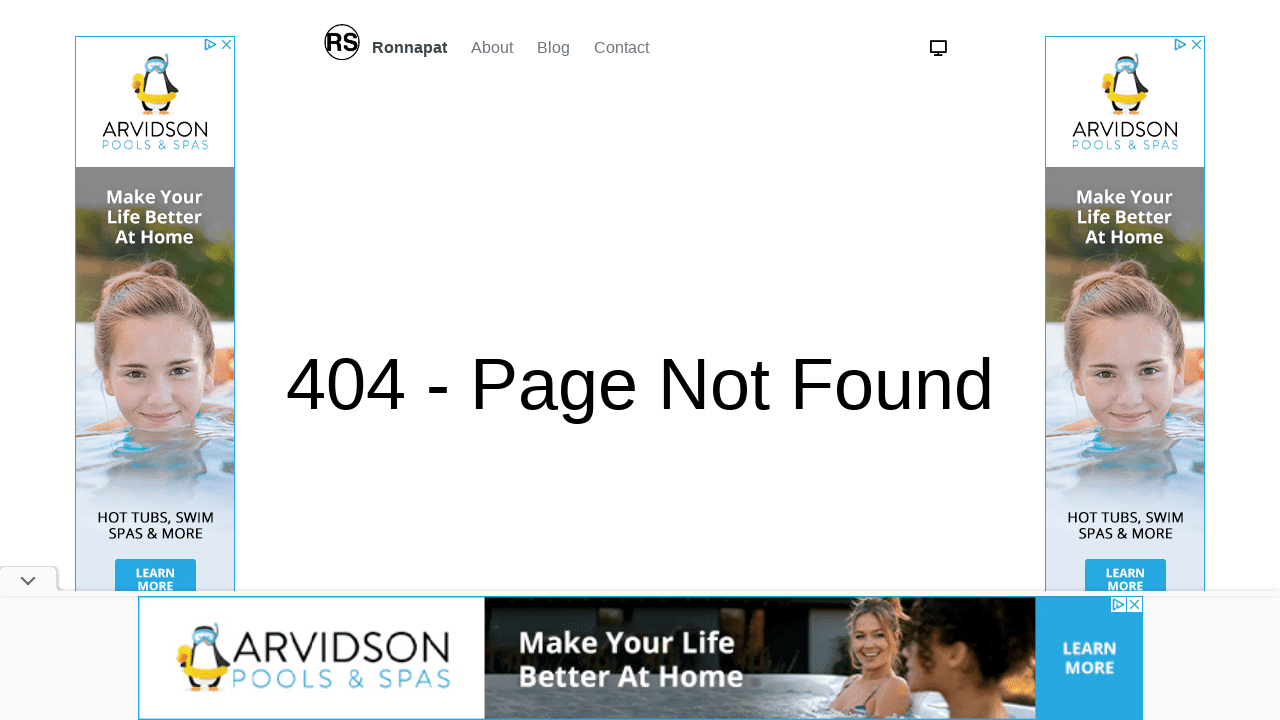 RS Ronnapat About Blog Contact
ARVIDSON
POOLS & SPAS
Make Your
Life Better
At Home
HOT TUBS, SWIM
SPAS & MORE
LEARN
MORE
404 - Page Not Found
ARVIDSON
POOLS & SPAS
Make Your
Life Better
At Home
HOT TUBS, SWIM
SPAS & MORE
LEARN
MORE
ARVIDSON
POOLS & SPAS
Make Your Life
Better At Home
LEARN
MORE